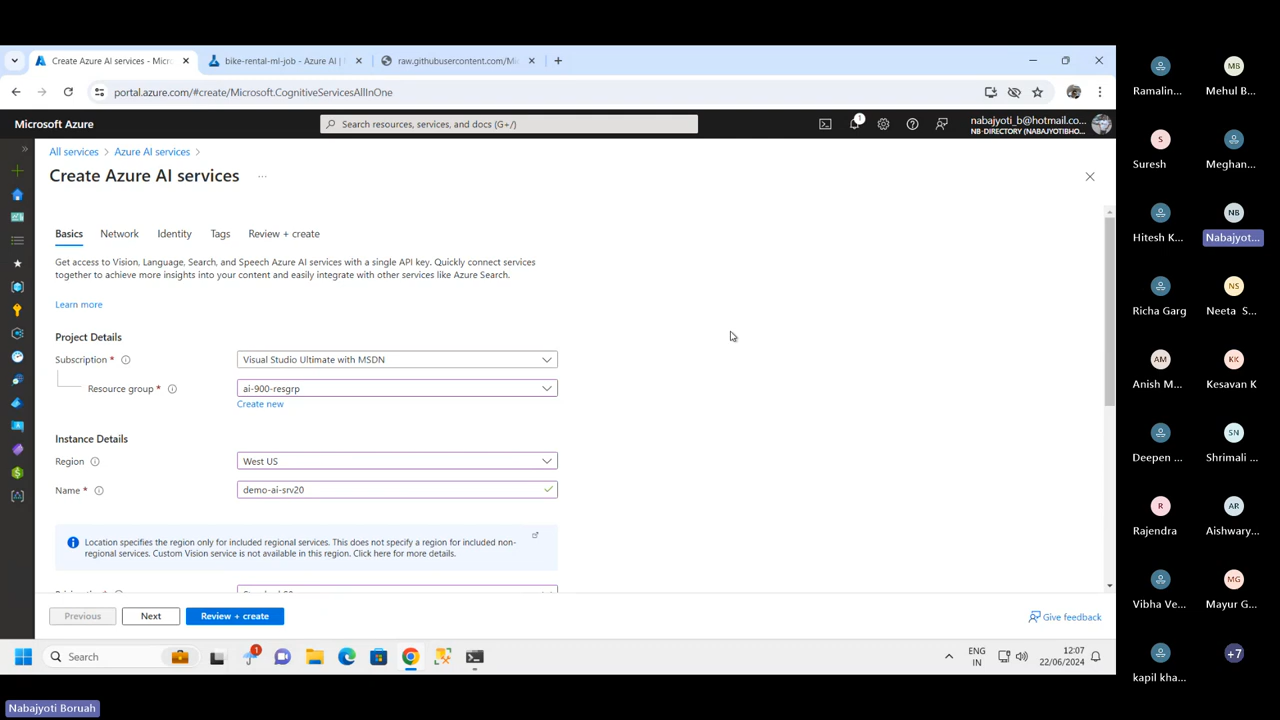 Create Azure AI services - Micr
bike-rental-ml-job - Azure AI |
raw.githubusercontent.com/Mi
portal.azure.com/#create/Microsoft.CognitiveServicesAllInOne
Microsoft Azure
Search resources, services, and docs (G+/)
1
nabajyoti_b@hotmail.co...
NB-DIRECTORY (NABAJYOTIBHO...
All services > Azure AI services >
Create Azure AI services ...
Basics Network Identity Tags Review + create
Get access to Vision, Language, Search, and Speech Azure AI services with a single API key. Quickly connect services
together to achieve more insights into your content and easily integrate with other services like Azure Search.
Learn more
Project Details
Subscription * Visual Studio Ultimate with MSDN
Resource group * ai-900-resgrp
Create new
Instance Details
Region West US
Name * demo-ai-srv20
Location specifies the region only for included regional services. This does not specify a region for included non-
regional services. Custom Vision service is not available in this region. Click here for more details.
Previous Next Review + create
Give feedback
Search
1
ENG
IN
12:07
22/06/2024
Nabajyoti Boruah
Ramalin...
MB
Mehul B...
S
Suresh
Meghan...
Hitesh K...
NB
Nabajyot...
Richa Garg
NS
Neeta S...
AM
Anish M...
KK
Kesavan K
Deepen ...
SN
Shrimali ...
R
Rajendra
AR
Aishwary...
Vibha Ve...
MG
Mayur G...
kapil kha...
+7